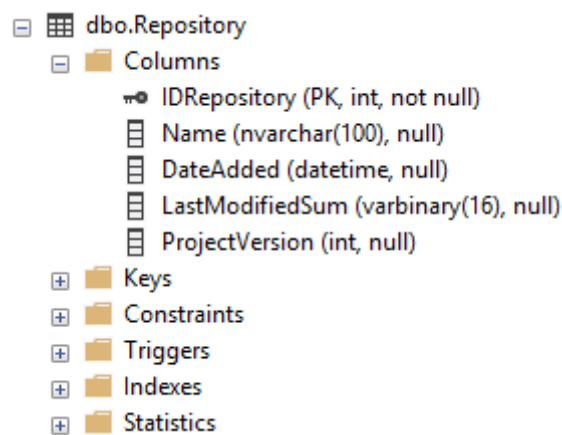 dbo.Repository
Columns
IDRepository (PK, int, not null)
Name (nvarchar(100), null)
DateAdded (datetime, null)
LastModifiedSum (varbinary(16), null)
ProjectVersion (int, null)
Keys
Constraints
Triggers
Indexes
Statistics